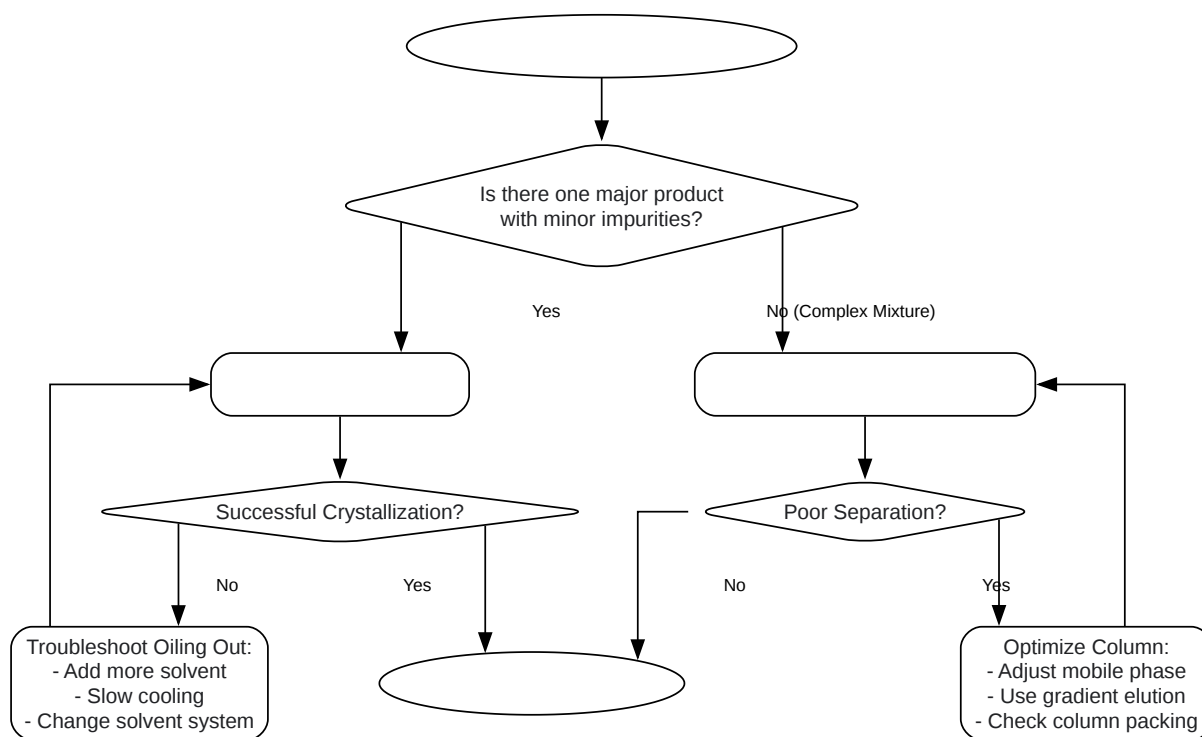 Is there one major product
with minor impurities?
Yes
No (Complex Mixture)
Successful Crystallization?
Poor Separation?
No
Yes
No
Yes
Troubleshoot Oiling Out:
- Add more solvent
- Slow cooling
- Change solvent system
Optimize Column:
- Adjust mobile phase
- Use gradient elution
- Check column packing